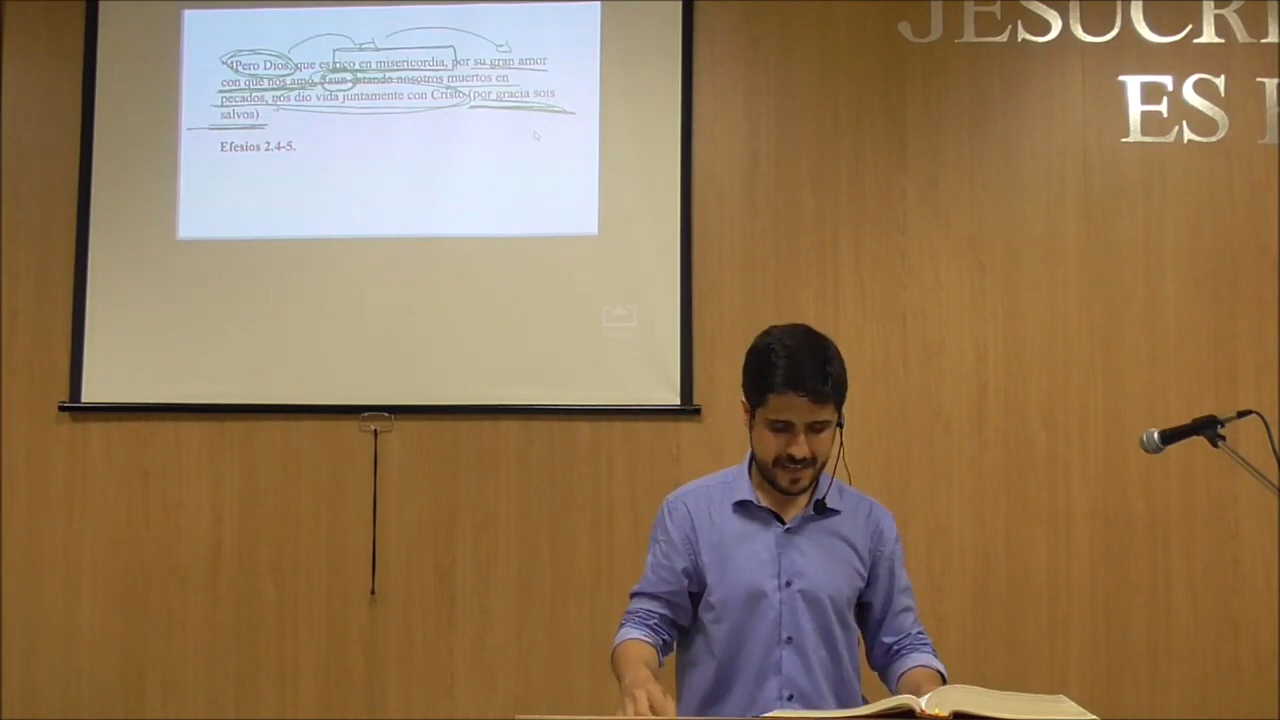 4Pero Dios, que es rico en misericordia, por su gran amor
con que nos amó, 5aun estando nosotros muertos en
pecados, nos dio vida juntamente con Cristo (por gracia sois
salvos)
Efesios 2.4-5.
JESUCRI
ES